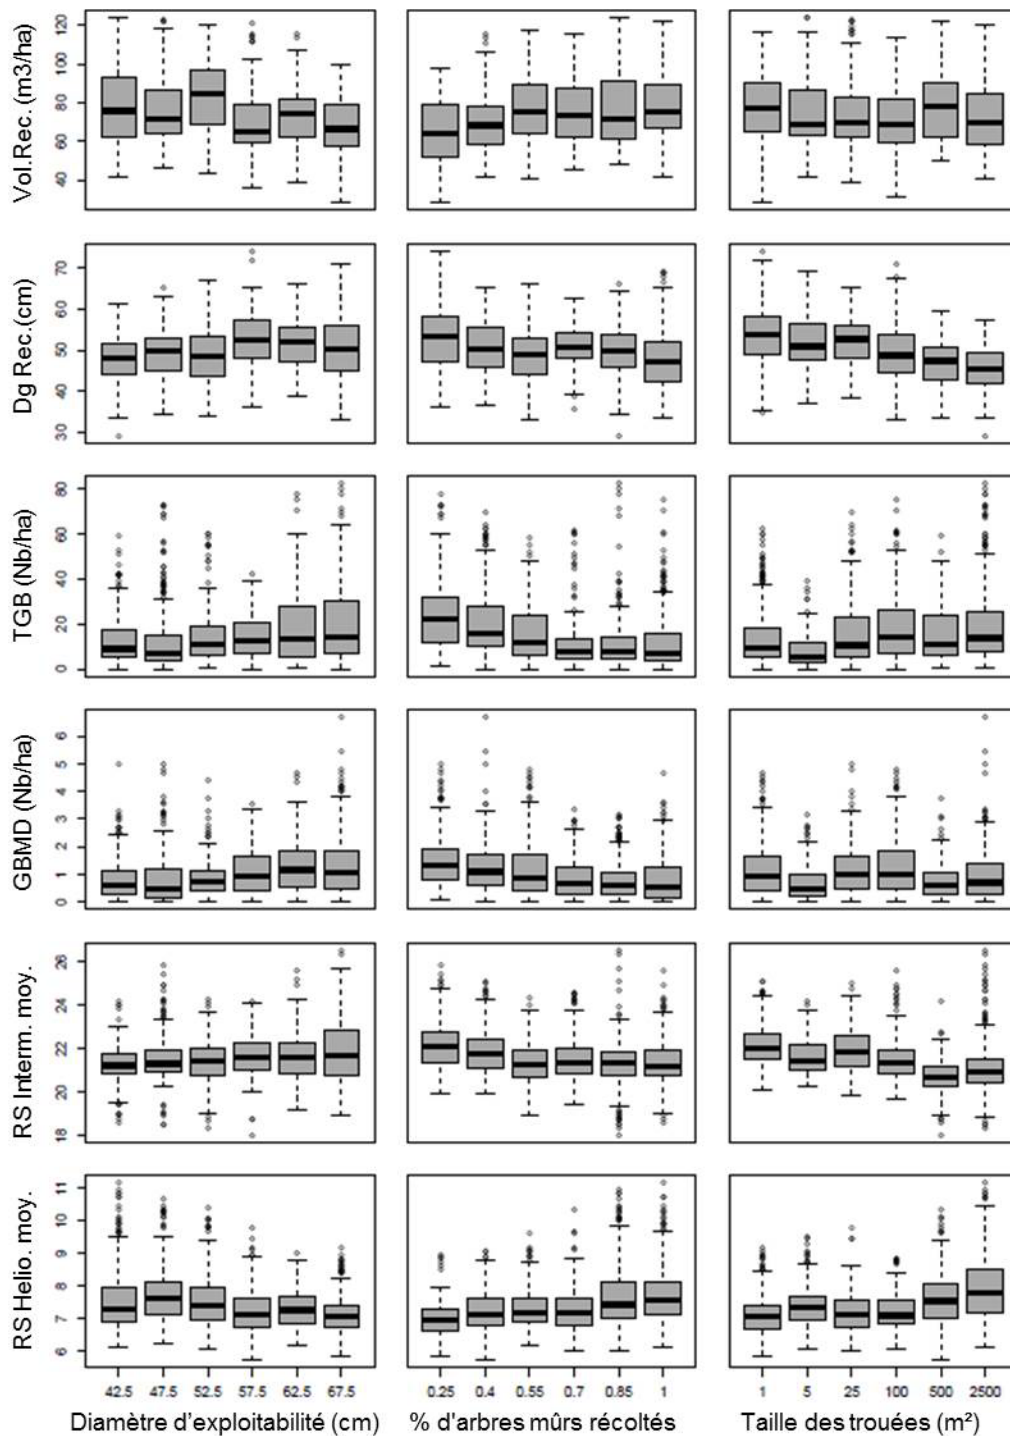 Vol.Rec. (m3/ha)
40 60 80 100 120
Dg Rec.(cm)
30 40 50 60 70
TGB (Nb/ha)
0 20 40 60 80
GBMD (Nb/ha)
0 1 2 3 4 5 6
RS Interm. moy.
18 20 22 24 26
RS Helio. moy.
6 7 8 9 10 11
42.5 47.5 52.5 57.5 62.5 67.5
0.25 0.4 0.55 0.7 0.85 1
1 5 25 100 500 2500
Diamètre d'exploitabilité (cm)
% d'arbres mûrs récoltés
Taille des trouées (m²)